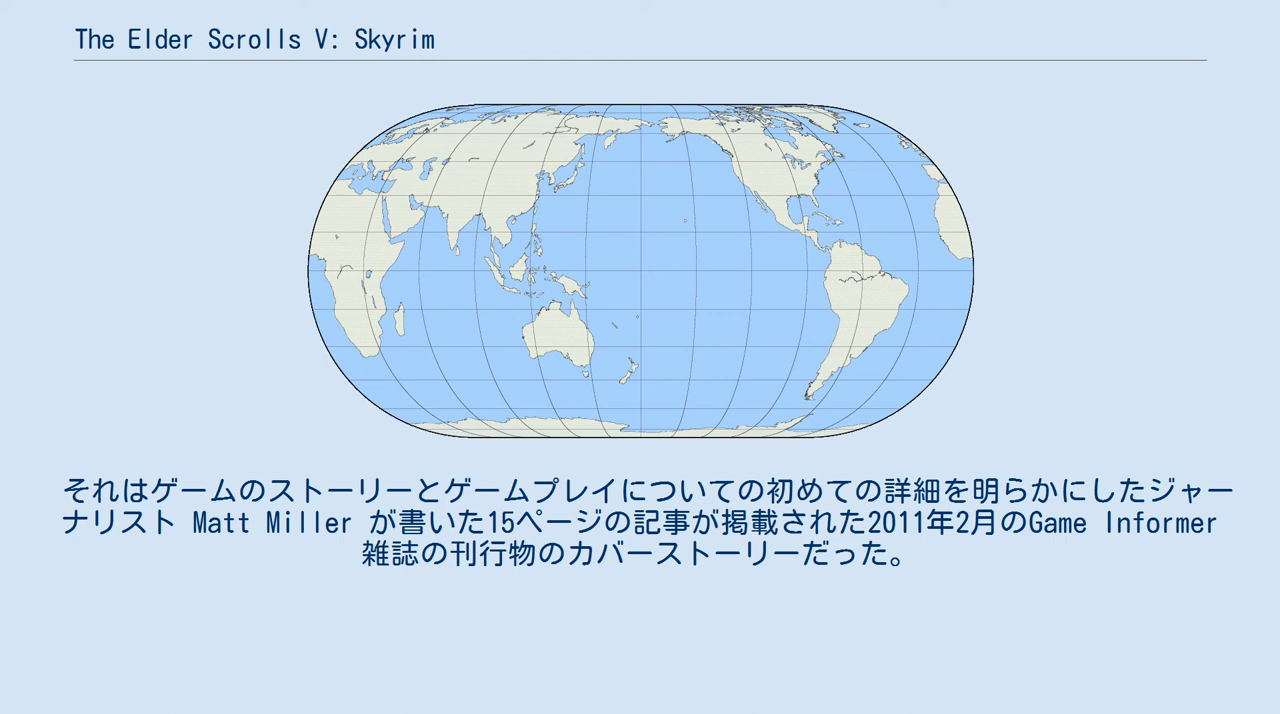 The Elder Scrolls V: Skyrim
それはゲームのストーリーとゲームプレイについての初めての詳細を明らかにしたジャー
ナリスト Matt Miller が書いた15ページの記事が掲載された2011年2月のGame Informer
雑誌の刊行物のカバーストーリーだった。